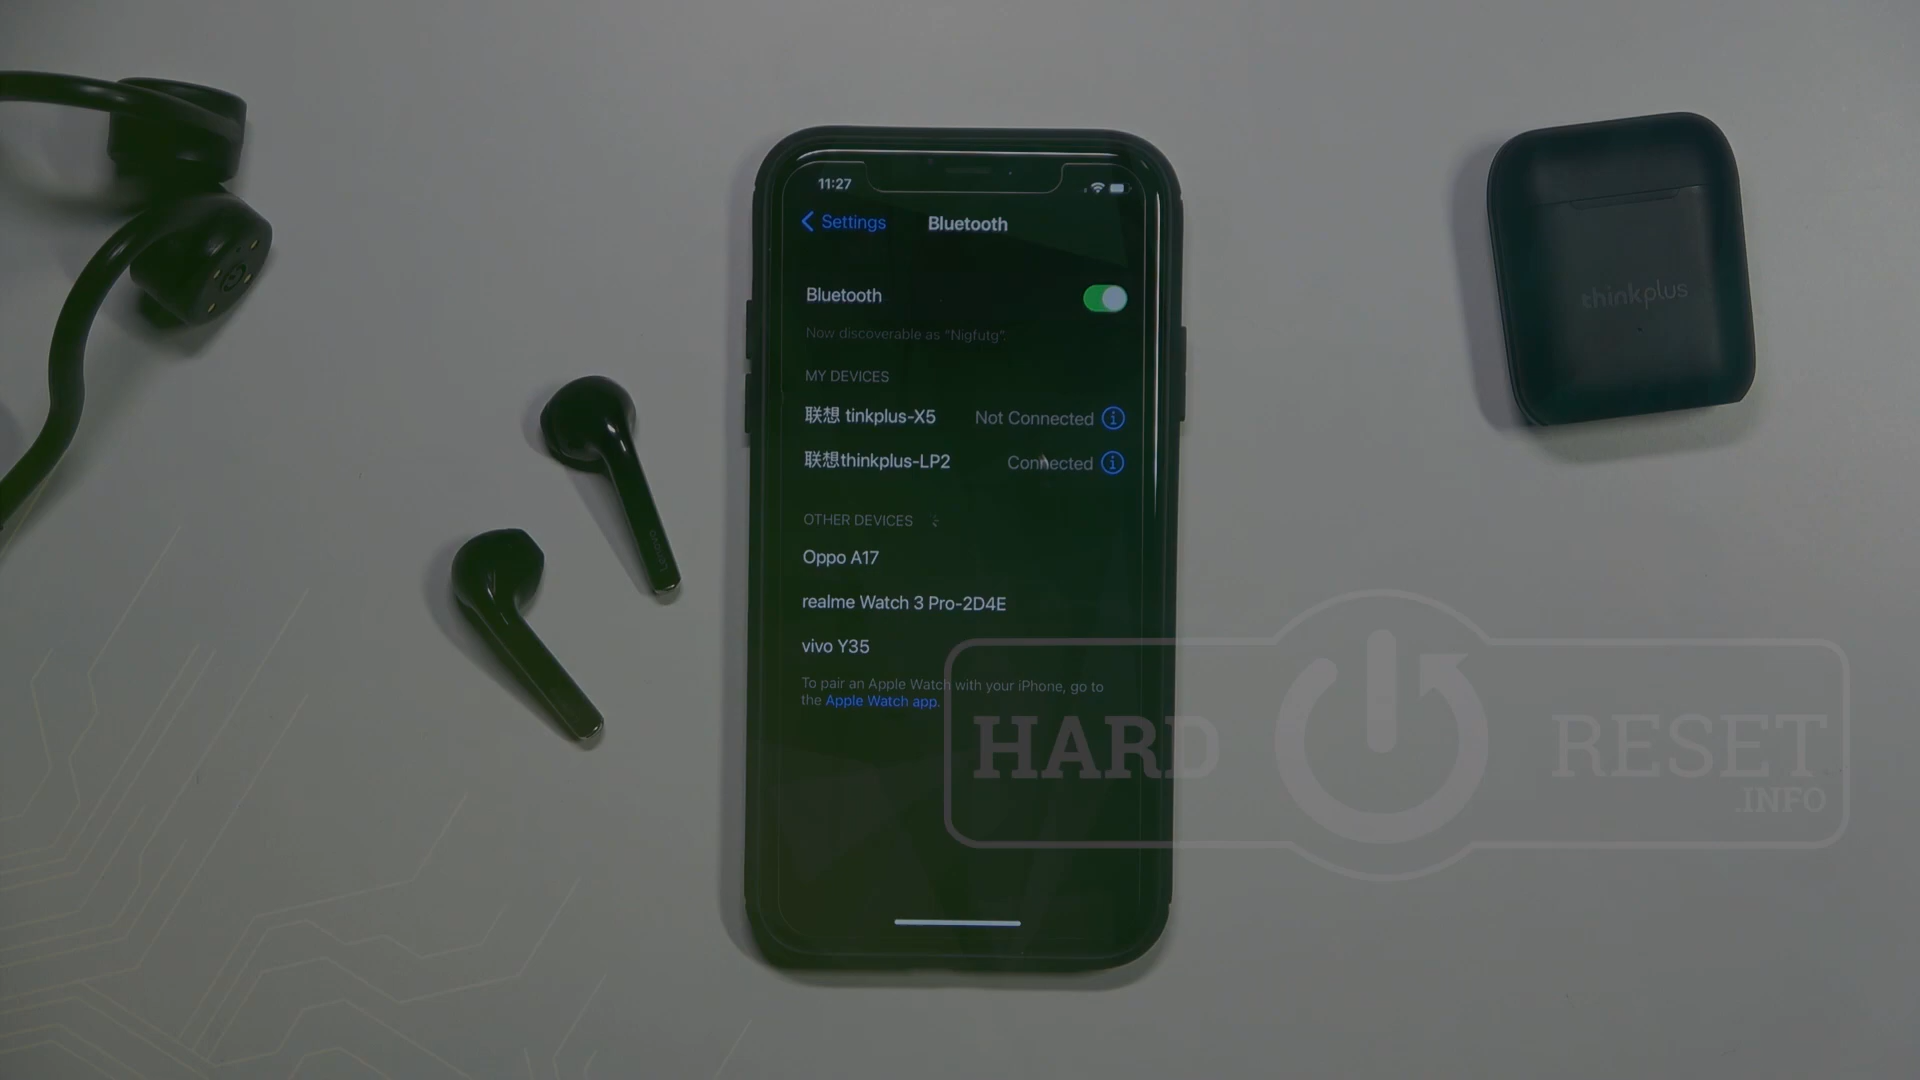 11:27
Settings
Bluetooth
Bluetooth
Now discoverable as "Nigfutg".
MY DEVICES
联想 tinkplus-X5 Not Connected
联想thinkplus-LP2 Connected
OTHER DEVICES
Oppo A17
realme Watch 3 Pro-2D4E
vivo Y35
To pair an Apple Watch with your iPhone, go to
the Apple Watch app.
thinkplus
Lenovo
HARD RESET
.INFO